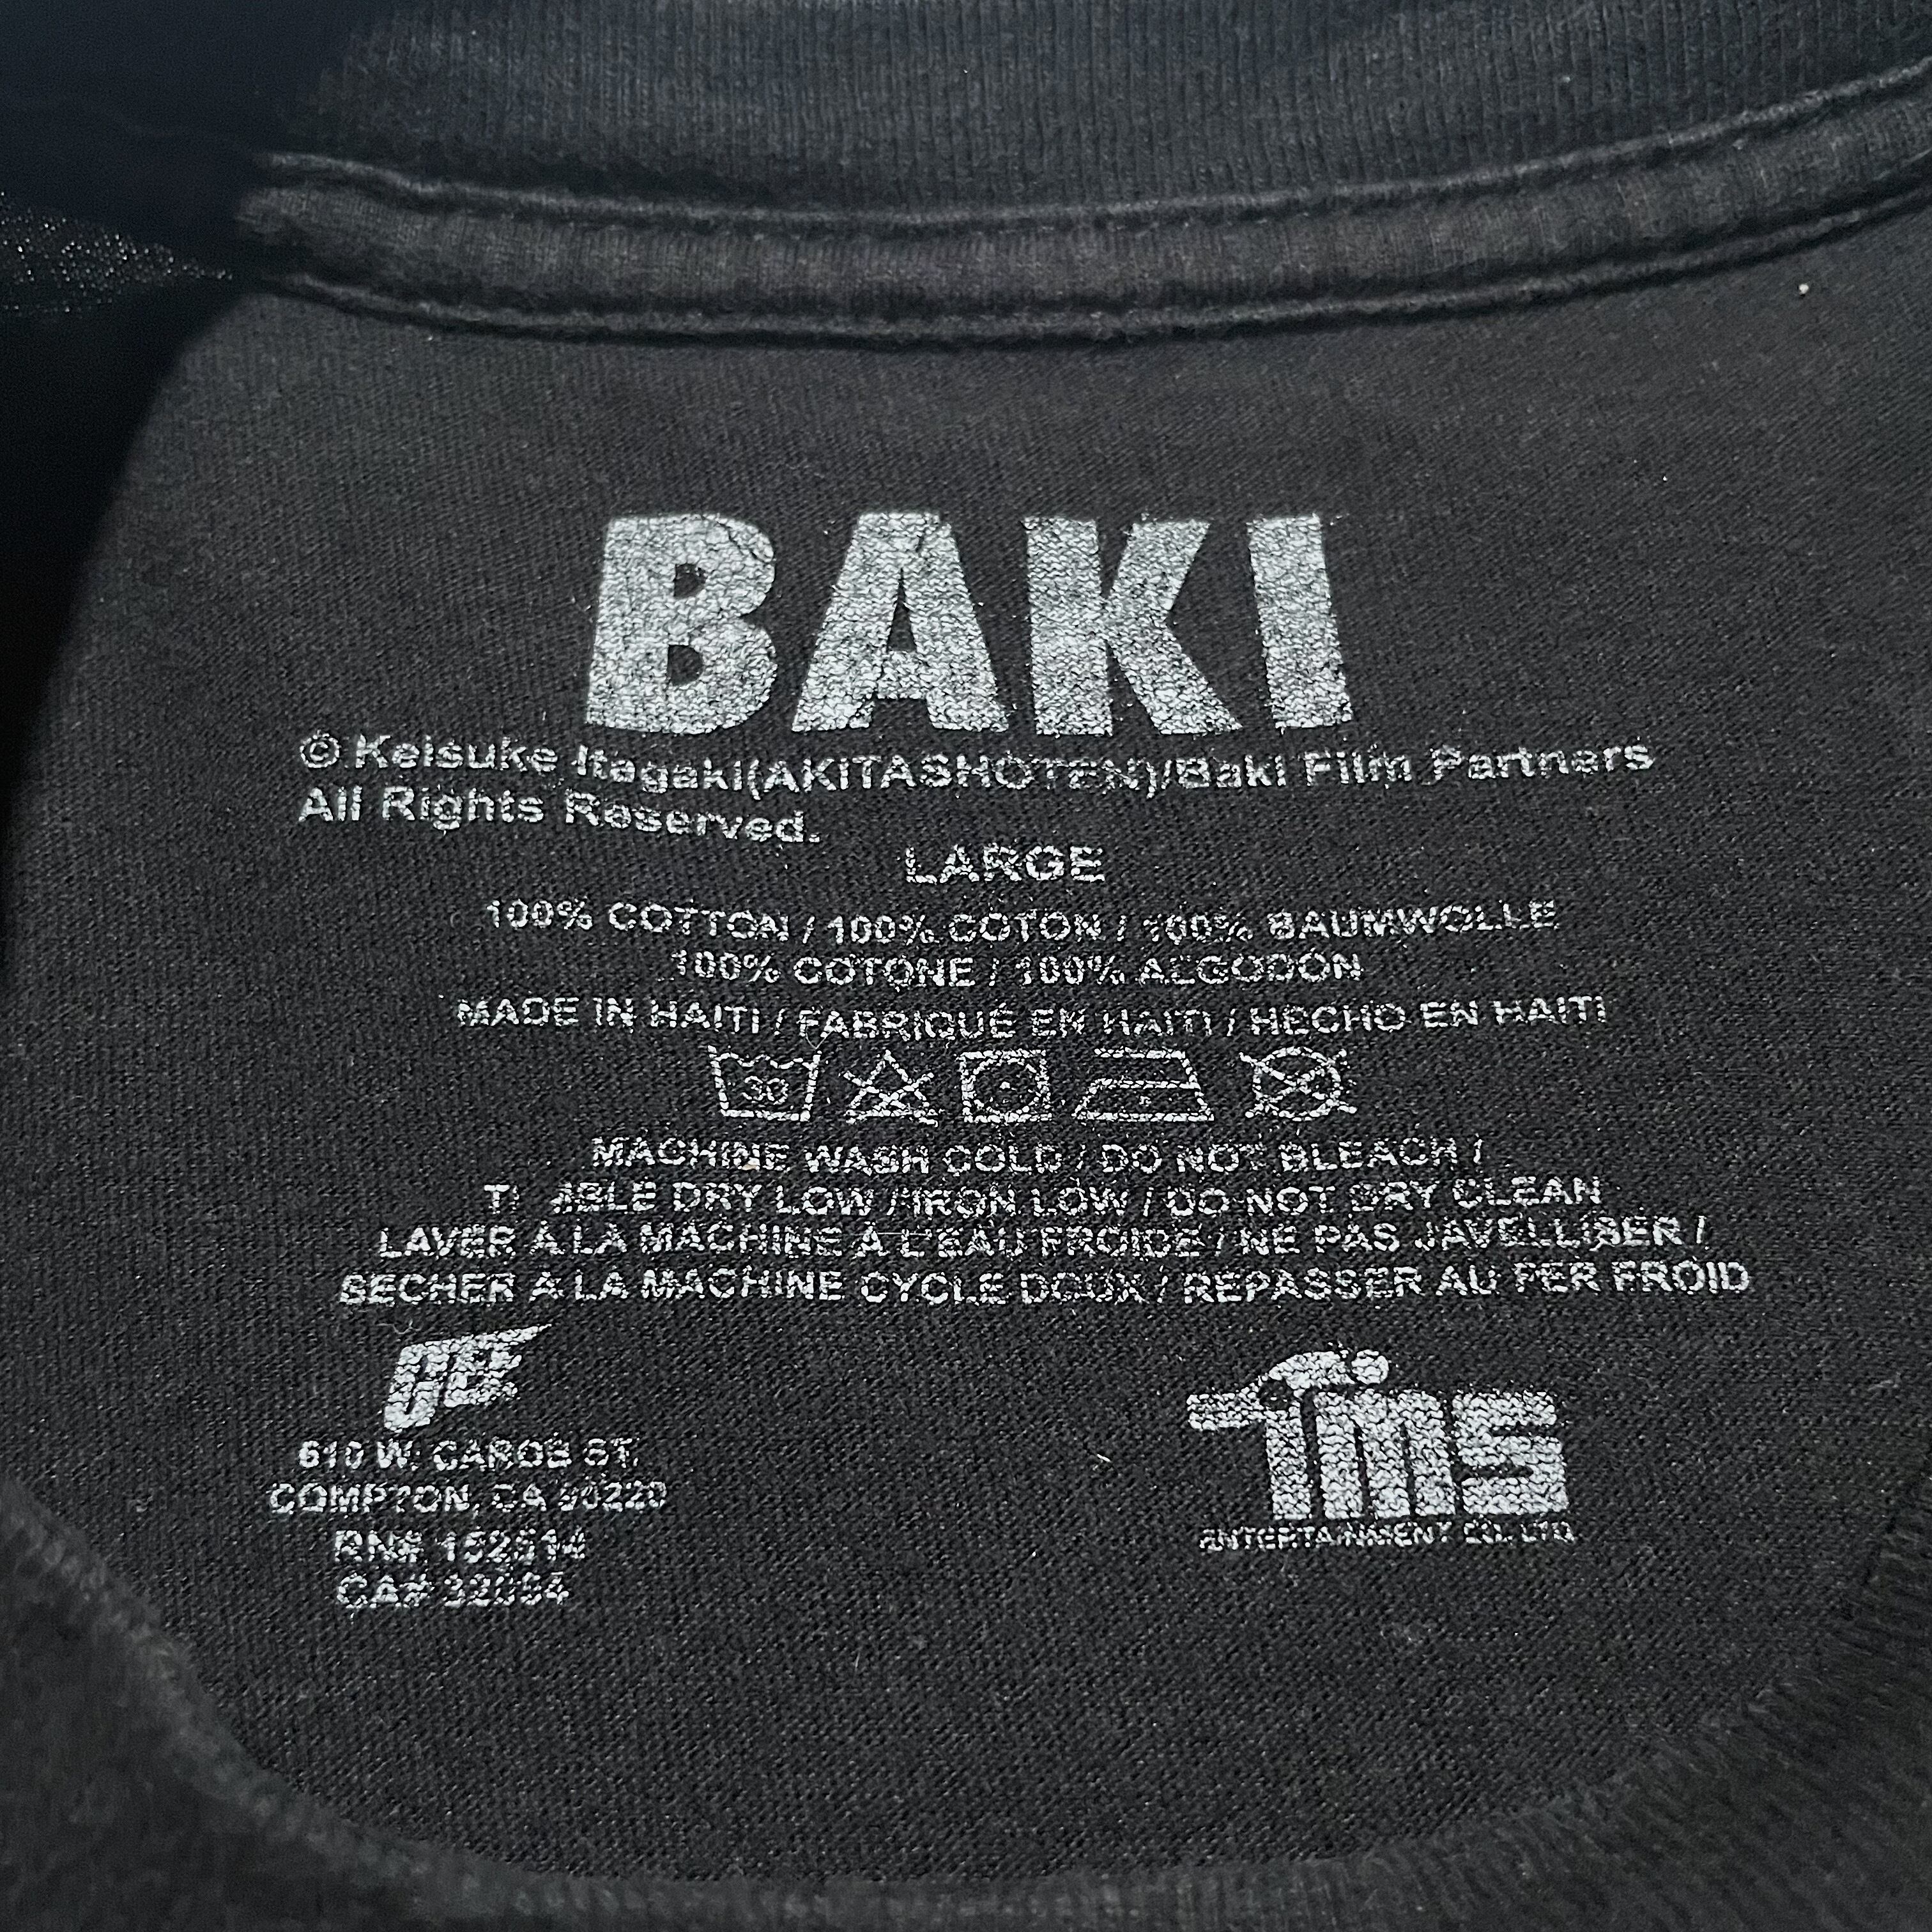 BAKI
© Keisuke Itagaki(AKITASHOTEN)/Baki Film Partners
All Rights Reserved.
LARGE
100% COTTON / 100% COTON / 100% BAUMWOLLE
100% COTONE / 100% ALGODÓN
MADE IN HAITI / FABRIQUÉ EN HAITI / HECHO EN HAITI
30
MACHINE WASH COLD / DO NOT BLEACH /
DRY LOW / IRON LOW / DO NOT DRY CLEAN
LAVER À LA MACHINE À L'EAU FROIDE / NE PAS JAVELLISER /
SECHER A LA MACHINE CYCLE DOUX / REPASSER AU FER FROID
610 W. CAROB ST.
COMPTON, CA 90220
RN# 152514
CA#
TMS
ENTERTAINMENT CO., LTD.